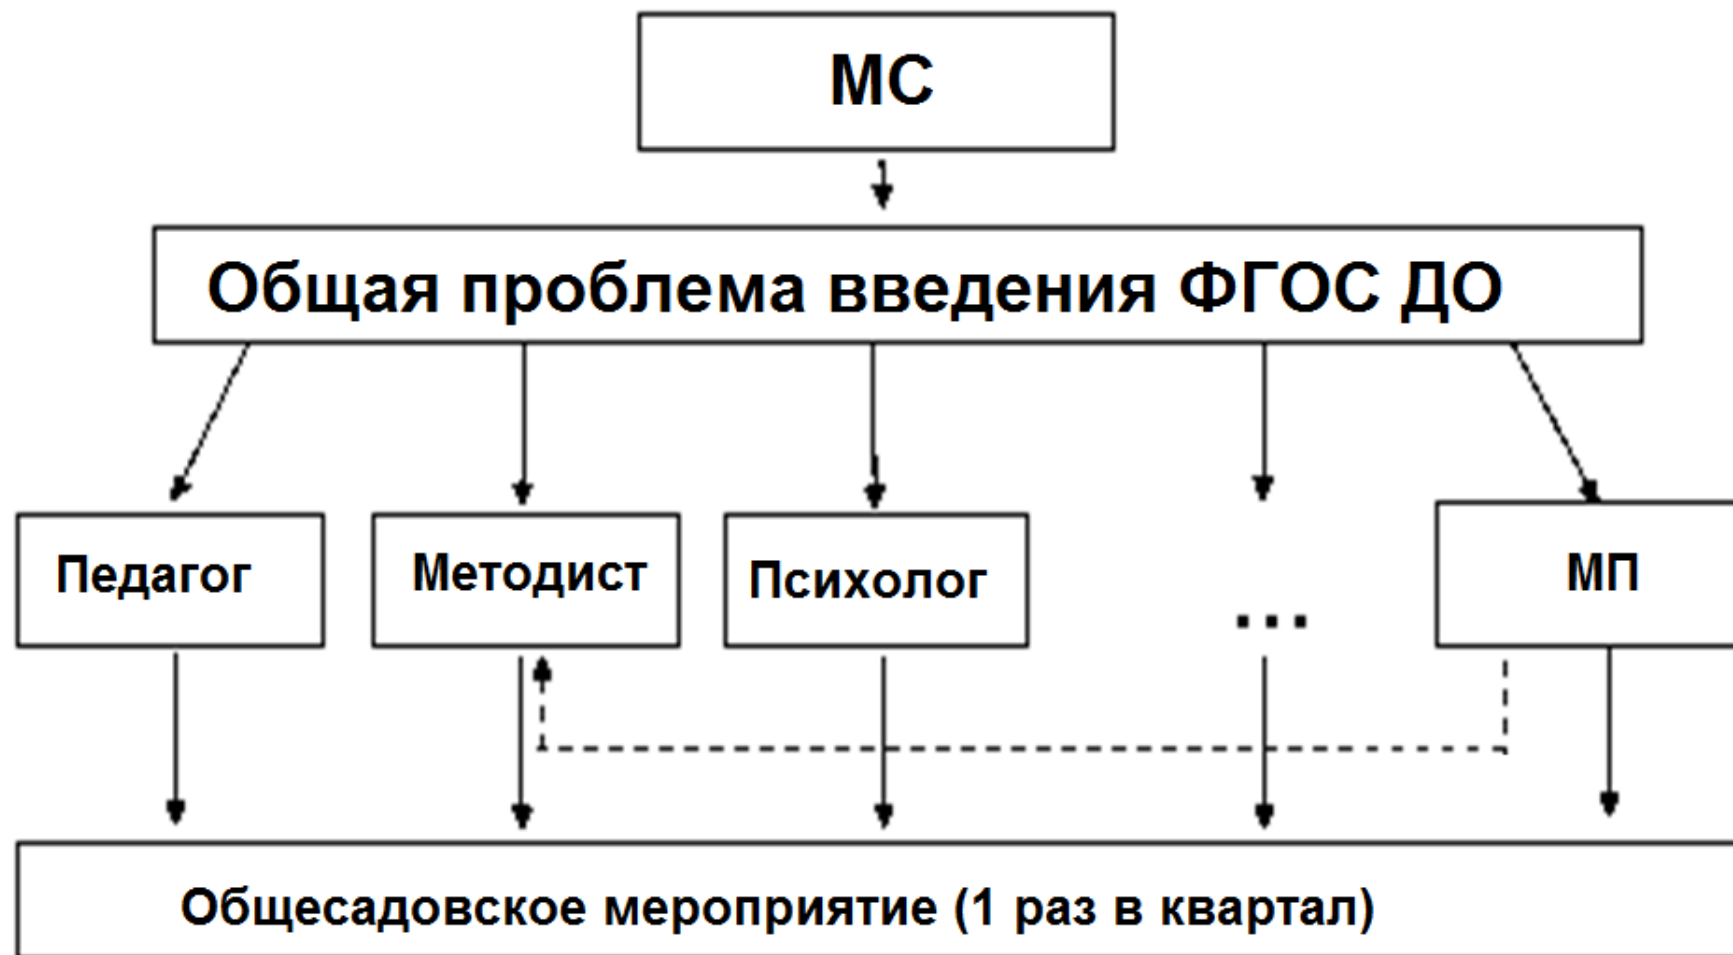 МС
Общая проблема введения ФГОС ДО
Педагог
Методист
Психолог
...
МП
Общесадовское мероприятие (1 раз в квартал)